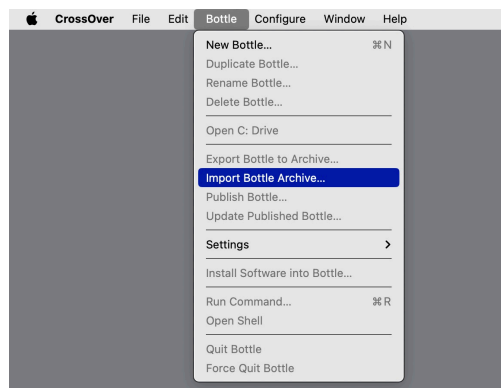 CrossOver File Edit Bottle Configure Window Help
New Bottle... ⌘N
Duplicate Bottle...
Rename Bottle...
Delete Bottle...
Open C: Drive
Export Bottle to Archive...
Import Bottle Archive...
Publish Bottle...
Update Published Bottle...
Settings
Install Software into Bottle...
Run Command... ⌘R
Open Shell
Quit Bottle
Force Quit Bottle